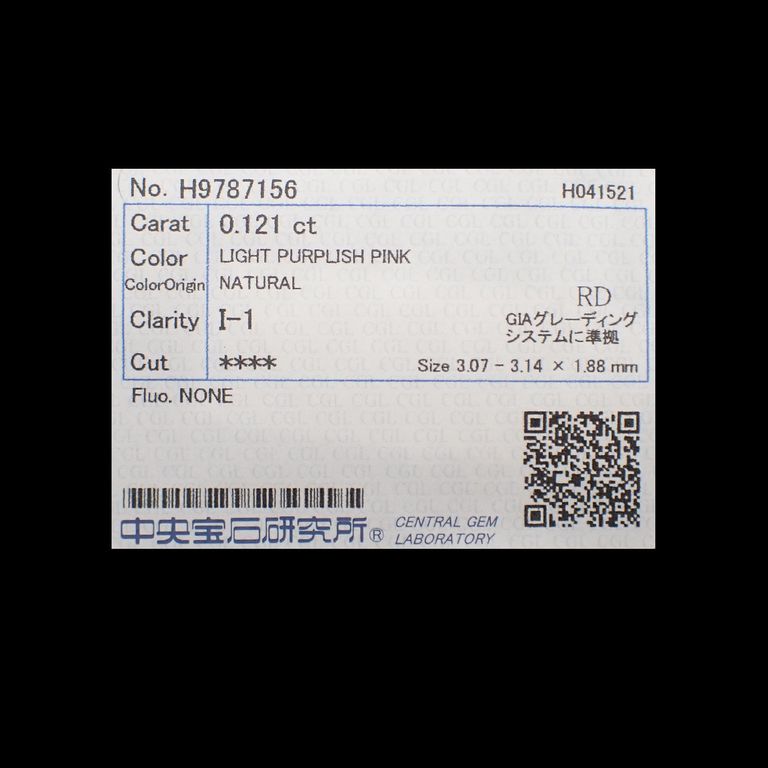 No. H9787156 H041521
Carat 0.121 ct
Color LIGHT PURPLISH PINK
ColorOrigin NATURAL
RD
Clarity I-1 GIAグレーディング
システムに準拠
Cut **** Size 3.07 - 3.14 × 1.88 mm
Fluo. NONE
中央宝石研究所® CENTRAL GEM
LABORATORY